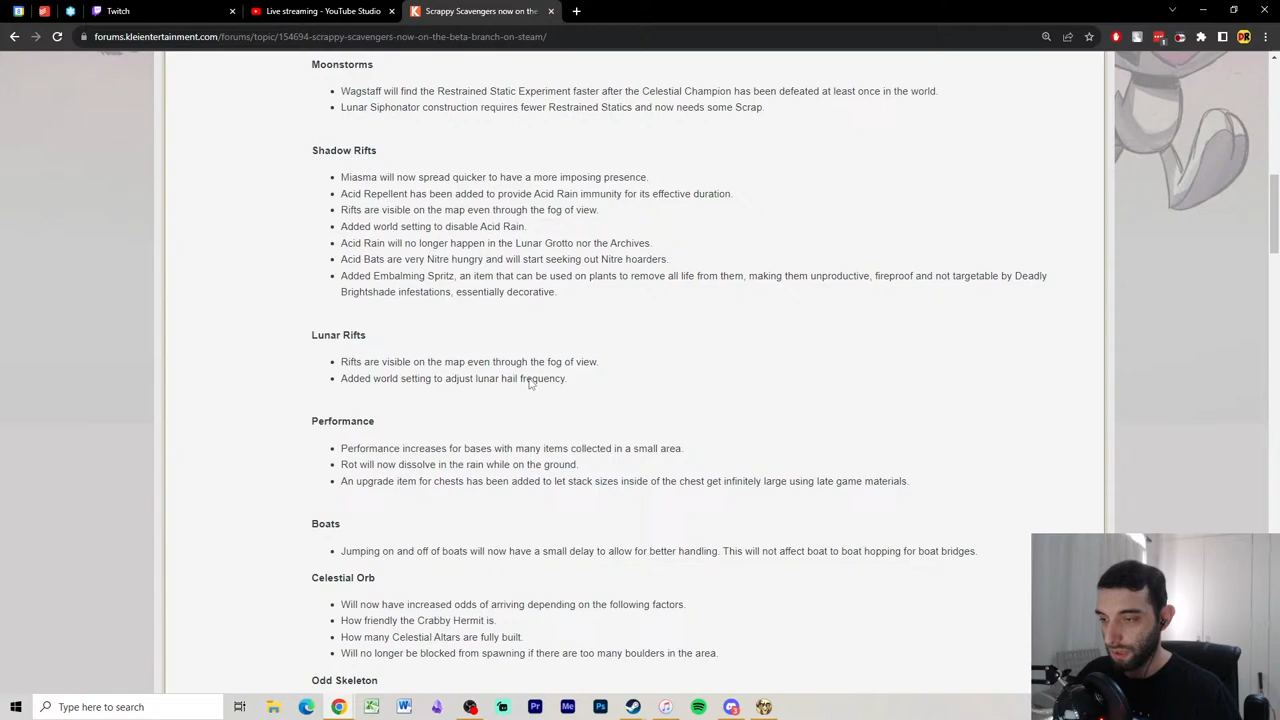 Twitch
Live streaming - YouTube Studio
Scrappy Scavengers now on the
forums.kleientertainment.com/forums/topic/154694-scrappy-scavengers-now-on-the-beta-branch-on-steam/
Moonstorms
Wagstaff will find the Restrained Static Experiment faster after the Celestial Champion has been defeated at least once in the world.
Lunar Siphonator construction requires fewer Restrained Statics and now needs some Scrap.
Shadow Rifts
Miasma will now spread quicker to have a more imposing presence.
Acid Repellent has been added to provide Acid Rain immunity for its effective duration.
Rifts are visible on the map even through the fog of view.
Added world setting to disable Acid Rain.
Acid Rain will no longer happen in the Lunar Grotto nor the Archives.
Acid Bats are very Nitre hungry and will start seeking out Nitre hoarders.
Added Embalming Spritz, an item that can be used on plants to remove all life from them, making them unproductive, fireproof and not targetable by Deadly
Brightshade infestations, essentially decorative.
Lunar Rifts
Rifts are visible on the map even through the fog of view.
Added world setting to adjust lunar hail frequency.
Performance
Performance increases for bases with many items collected in a small area.
Rot will now dissolve in the rain while on the ground.
An upgrade item for chests has been added to let stack sizes inside of the chest get infinitely large using late game materials.
Boats
Jumping on and off of boats will now have a small delay to allow for better handling. This will not affect boat to boat hopping for boat bridges.
Celestial Orb
Will now have increased odds of arriving depending on the following factors.
How friendly the Crabby Hermit is.
How many Celestial Altars are fully built.
Will no longer be blocked from spawning if there are too many boulders in the area.
Odd Skeleton
Type here to search
Pr
Me
Ps